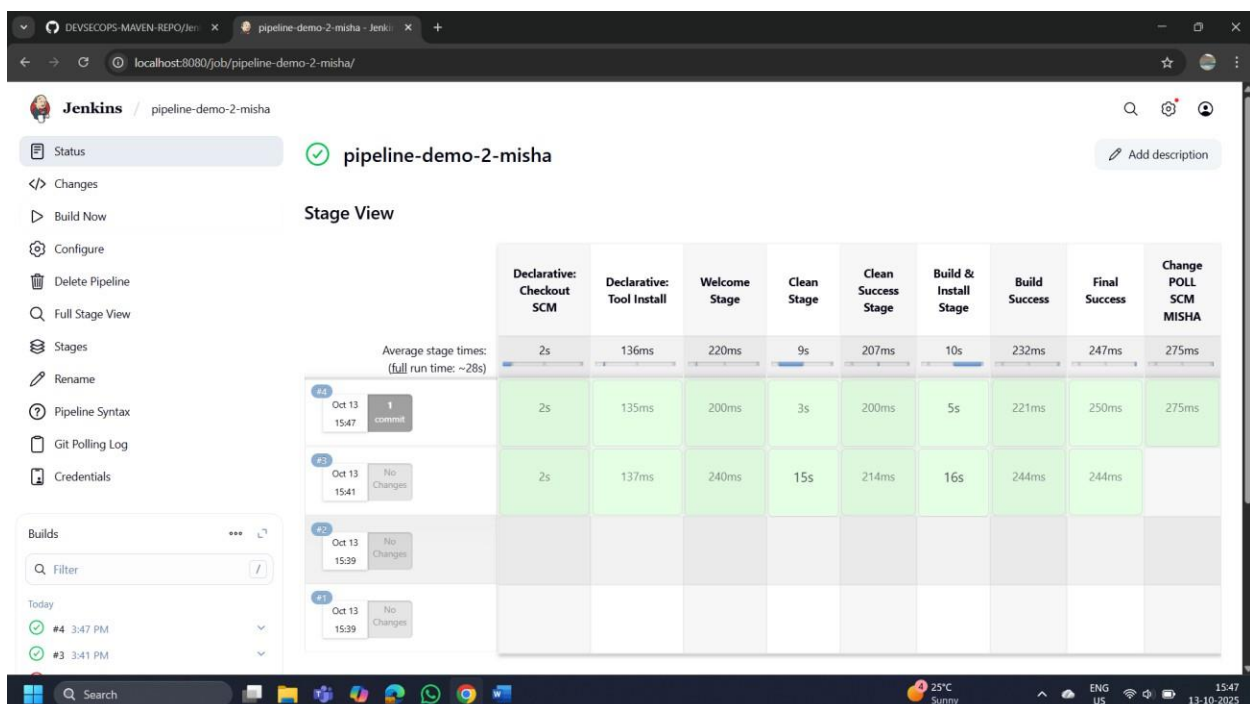 DEVSECOPS-MAVEN-REPO/Jen
pipeline-demo-2-misha - Jenki
localhost:8080/job/pipeline-demo-2-misha/
Jenkins / pipeline-demo-2-misha
Status
Changes
Build Now
Configure
Delete Pipeline
Full Stage View
Stages
Rename
Pipeline Syntax
Git Polling Log
Credentials
Builds
Filter /
Today
#4 3:47 PM
#3 3:41 PM
pipeline-demo-2-misha
Add description
Stage View
Declarative:
Checkout
SCM
Declarative:
Tool Install
Welcome
Stage
Clean
Stage
Clean
Success
Stage
Build &
Install
Stage
Build
Success
Final
Success
Change
POLL
SCM
MISHA
Average stage times:
(full run time: ~28s)
2s 136ms 220ms 9s 207ms 10s 232ms 247ms 275ms
#4
Oct 13
15:47
1
commit
2s 135ms 200ms 3s 200ms 5s 221ms 250ms 275ms
#3
Oct 13
15:41
No
Changes
2s 137ms 240ms 15s 214ms 16s 244ms 244ms
#2
Oct 13
15:39
No
Changes
#1
Oct 13
15:39
No
Changes
Search
4
25°C
Sunny
ENG
US
15:47
13-10-2025